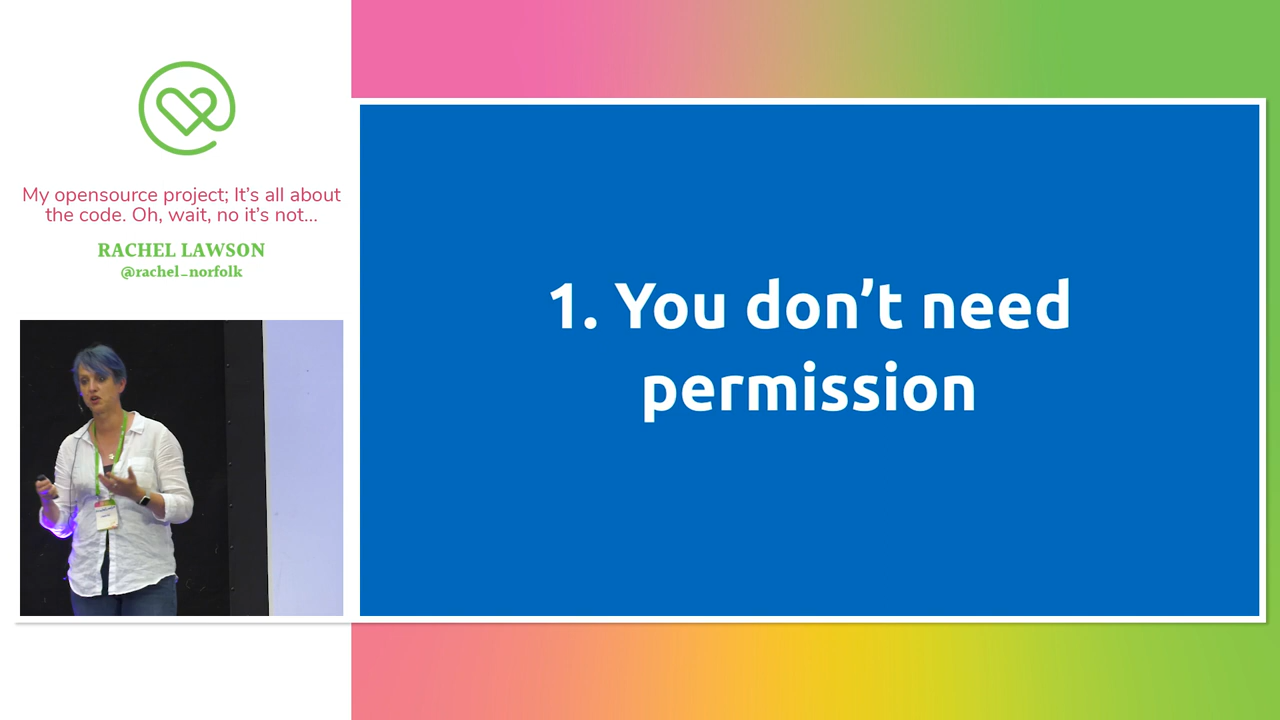 My opensource project; It's all about
the code. Oh, wait, no it's not...
RACHEL LAWSON
@rachel_norfolk
1. You don’t need
permission